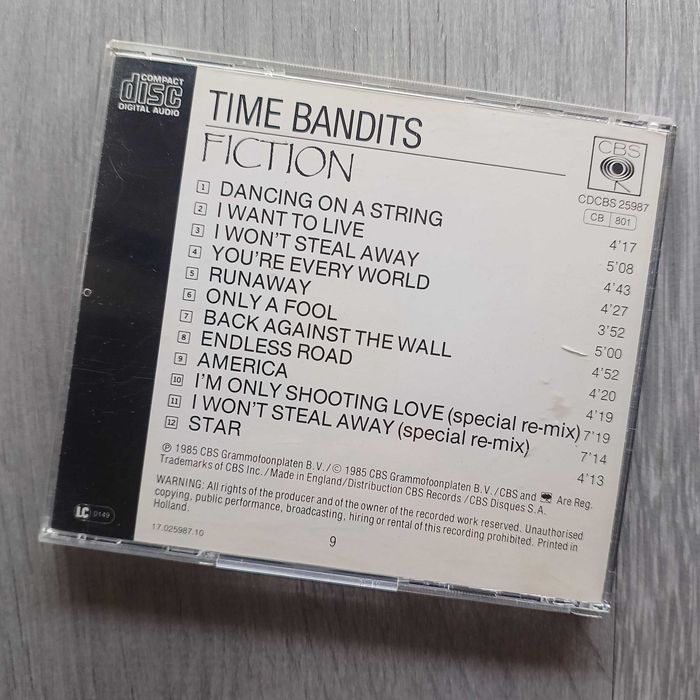 COMPACT
disc
DIGITAL AUDIO
TIME BANDITS
FICTION
CBS
CDCBS 25987
CB 801
1 DANCING ON A STRING 4'17
2 I WANT TO LIVE 5'08
3 I WON'T STEAL AWAY 4'43
4 YOU'RE EVERY WORLD 4'27
5 RUNAWAY 3'52
6 ONLY A FOOL 5'00
7 BACK AGAINST THE WALL 4'52
8 ENDLESS ROAD 4'20
9 AMERICA 4'19
10 I'M ONLY SHOOTING LOVE (special re-mix) 7'19
11 I WON'T STEAL AWAY (special re-mix) 7'14
12 STAR 4'13
℗ 1985 CBS Grammofoonplaten B.V./© 1985 CBS Grammofoonplaten B.V./CBS and Are Reg.
Trademarks of CBS Inc./Made in England/Distribution CBS Records/CBS Disques S.A.
WARNING: All rights of the producer and of the owner of the recorded work reserved. Unauthorised
copying, public performance, broadcasting, hiring or rental of this recording prohibited. Printed in
Holland.
LC 0149
17.025987.10
9